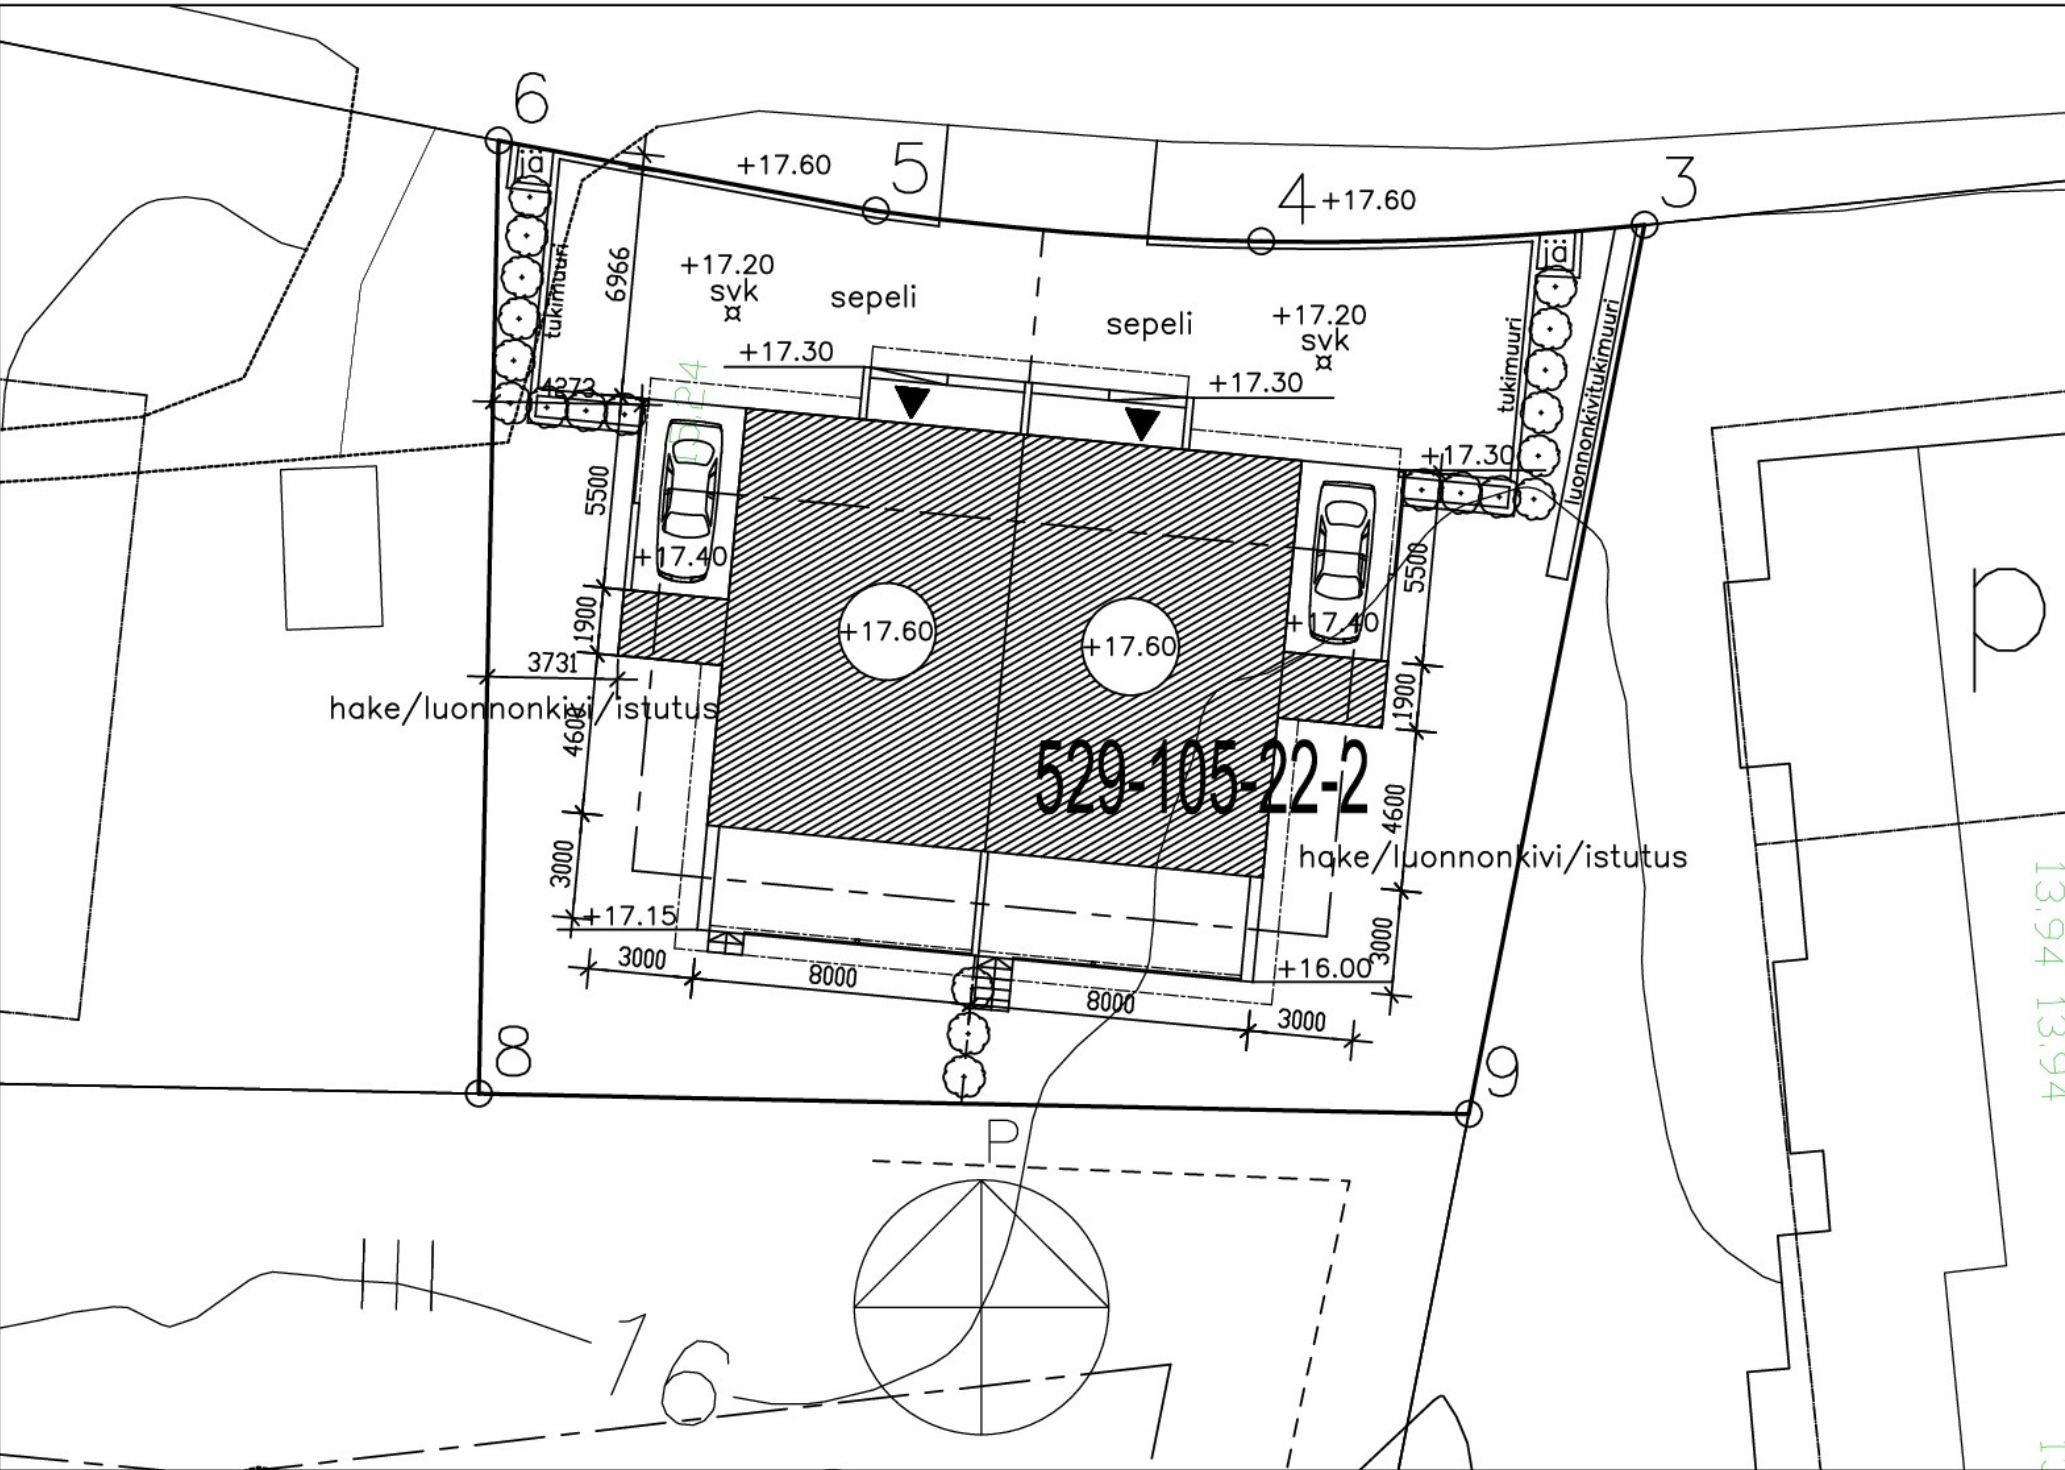 6
jä
+17.60
5
4
+17.60
3
jä
tukimuuri
6966
+17.20
svk
sepeli
sepeli
+17.20
svk
tukimuuri
luonnonkivitukimuuri
+17.30
+17.30
+17.30
4273
5500
+17.40
5500
+17.40
1900
+17.60
+17.60
3731
1900
hake/luonnonkivi/istutus
4600
529-105-22-2
4600
hake/luonnonkivi/istutus
3000
+17.15
3000
+16.00
3000
8000
8000
3000
8
9
P
III
16
13.94 13.94